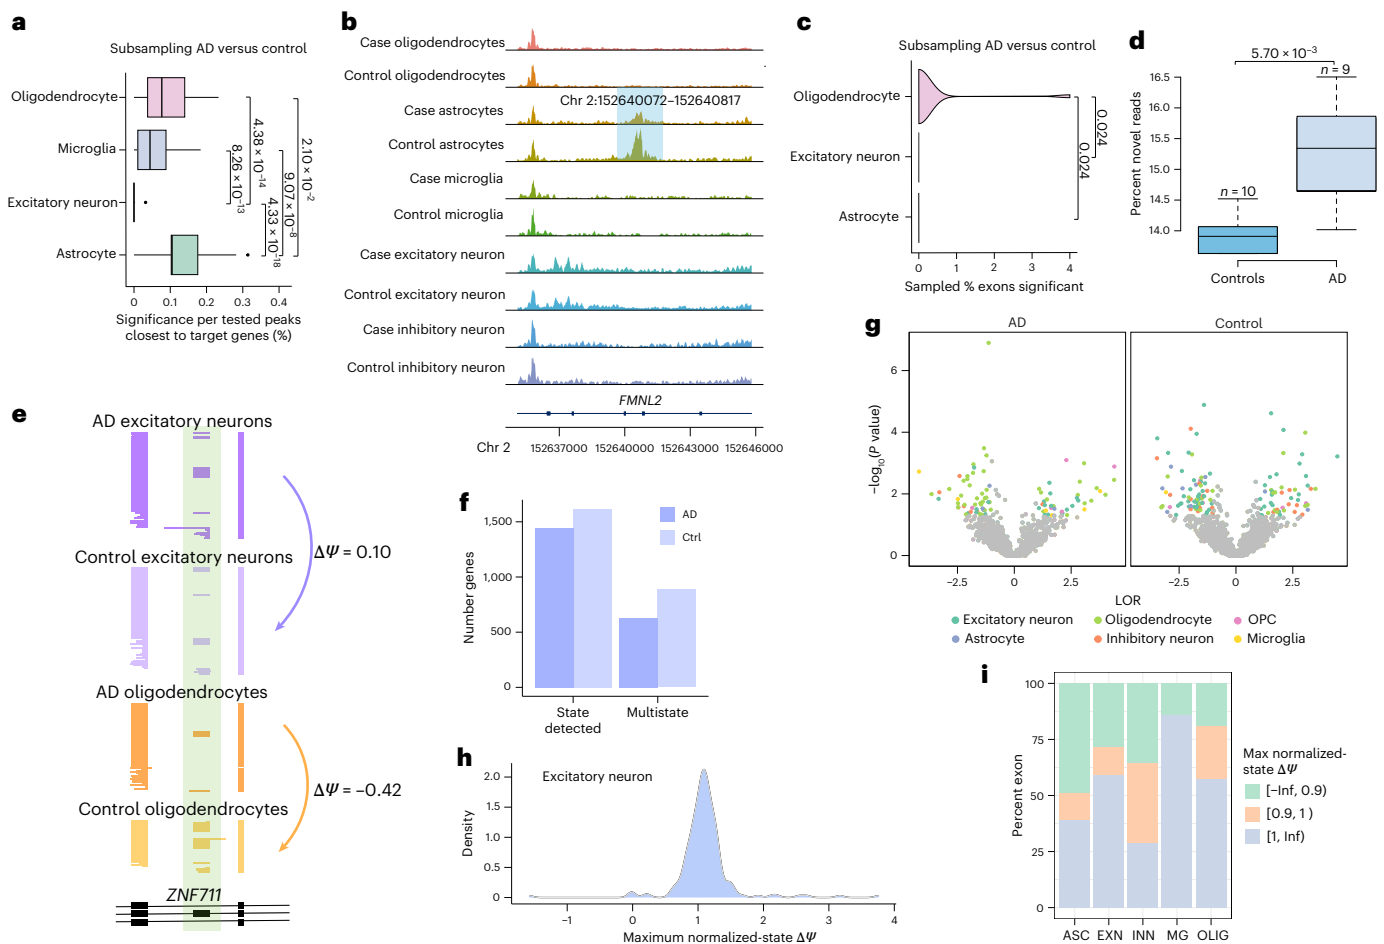 a
Subsampling AD versus control
Oligodendrocyte
Microglia
Excitatory neuron
Astrocyte
8.26 × 10⁻¹³
4.38 × 10⁻¹⁴
4.33 × 10⁻¹⁸
9.07 × 10⁻⁸
2.10 × 10⁻²
0 0.1 0.2 0.3 0.4
Significance per tested peaks
closest to target genes (%)
b
Case oligodendrocytes
Control oligodendrocytes
Chr 2:152640072–152640817
Case astrocytes
Control astrocytes
Case microglia
Control microglia
Case excitatory neuron
Control excitatory neuron
Case inhibitory neuron
Control inhibitory neuron
FMNL2
Chr 2 152637000 152640000 152643000 152646000
c
Subsampling AD versus control
Oligodendrocyte
Excitatory neuron
Astrocyte
0.024
0.024
0 1 2 3 4
Sampled % exons significant
d
5.70 × 10⁻³
n = 9
n = 10
Percent novel reads
16.5
16.0
15.5
15.0
14.5
14.0
Controls AD
e
AD excitatory neurons
Control excitatory neurons
ΔΨ = 0.10
AD oligodendrocytes
ΔΨ = −0.42
Control oligodendrocytes
ZNF711
f
Number genes
1,500
1,000
500
0
AD
Ctrl
State
detected
Multistate
g
AD Control
−log₁₀(P value)
6
4
2
0
−2.5 0 2.5 −2.5 0 2.5
LOR
Excitatory neuron Oligodendrocyte OPC
Astrocyte Inhibitory neuron Microglia
h
Excitatory neuron
Density
2.0
1.5
1.0
0.5
0
−1 0 1 2 3 4
Maximum normalized-state ΔΨ
i
Percent exon
100
75
50
25
0
ASC EXN INN MG OLIG
Max normalized-
state ΔΨ
[−Inf, 0.9)
[0.9, 1 )
[1, Inf)